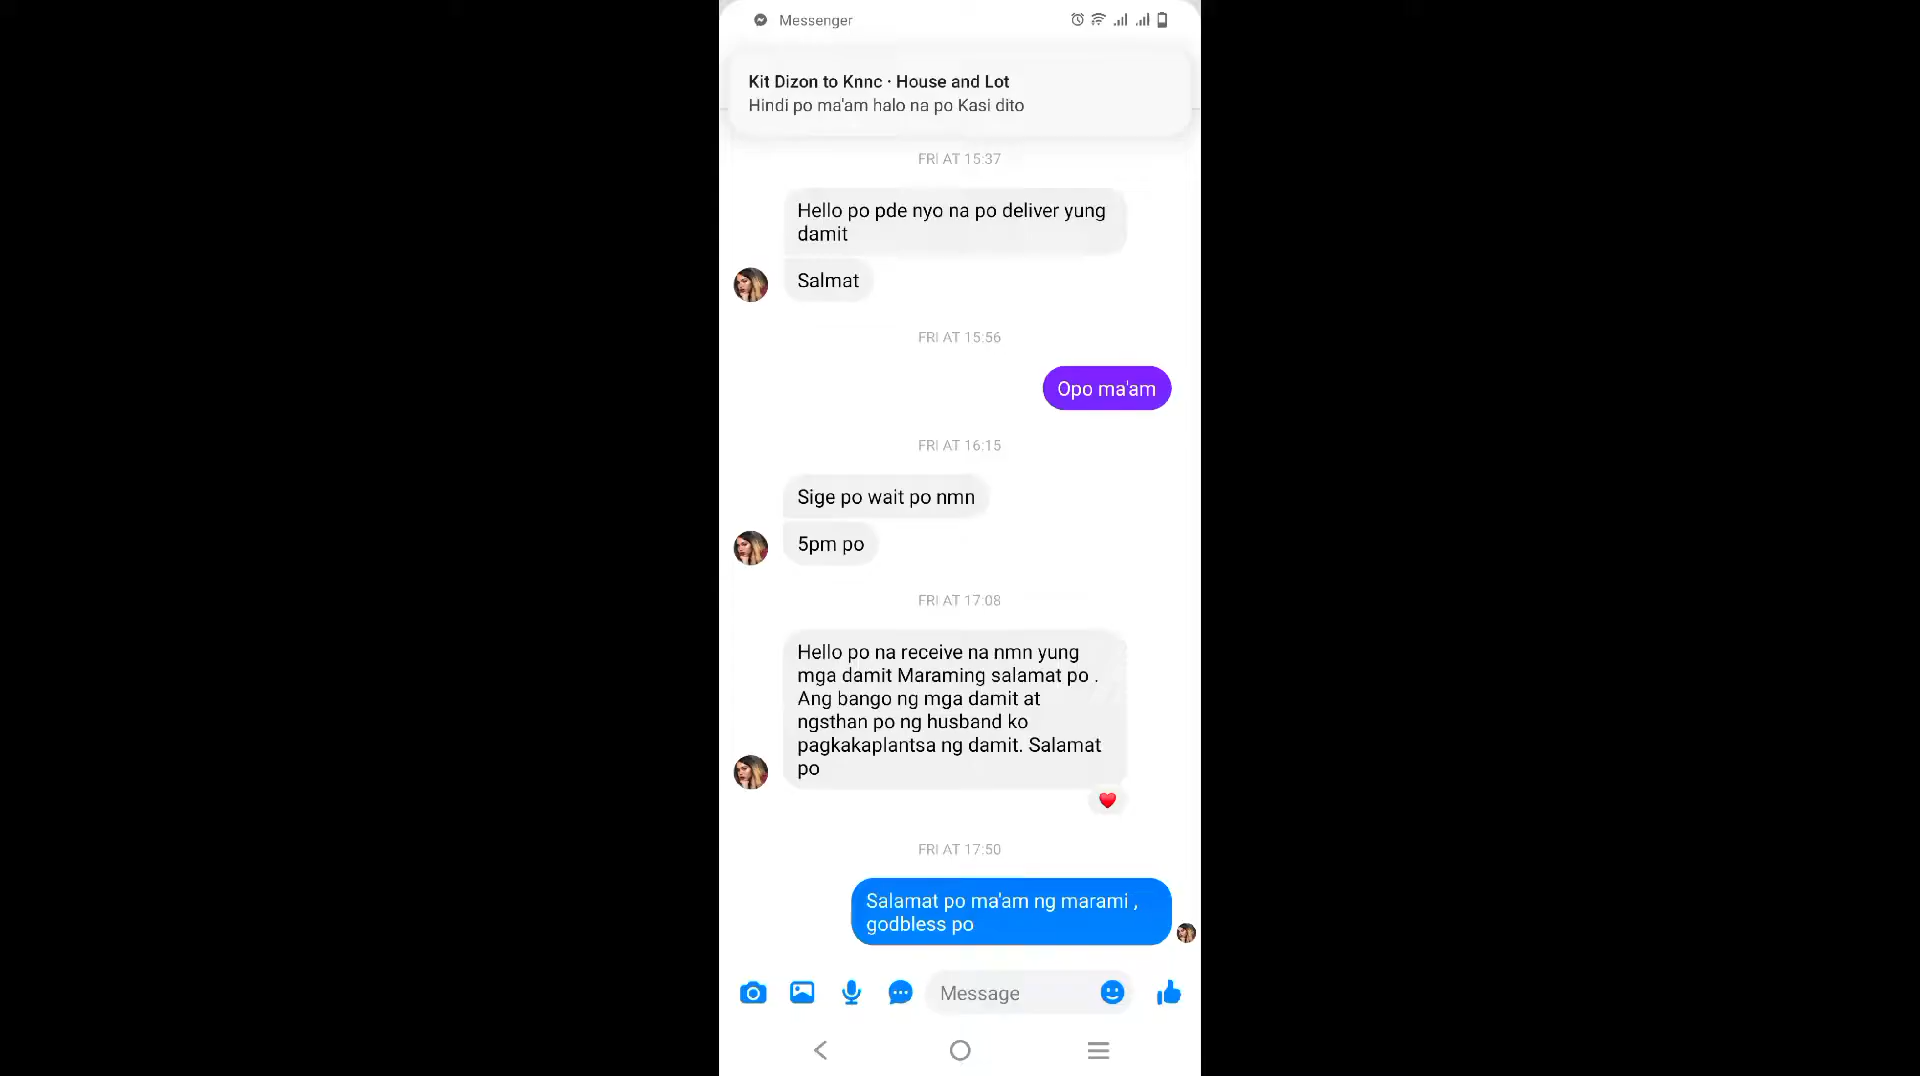 Messenger
Kit Dizon to Knnc · House and Lot
Hindi po ma'am halo na po Kasi dito
FRI AT 15:37
Hello po pde nyo na po deliver yung
damit
Salmat
FRI AT 15:56
Opo ma'am
FRI AT 16:15
Sige po wait po nmn
5pm po
FRI AT 17:08
Hello po na receive na nmn yung
mga damit Maraming salamat po .
Ang bango ng mga damit at
ngsthan po ng husband ko
pagkakaplantsa ng damit. Salamat
po
FRI AT 17:50
Salamat po ma'am ng marami ,
godbless po
Message